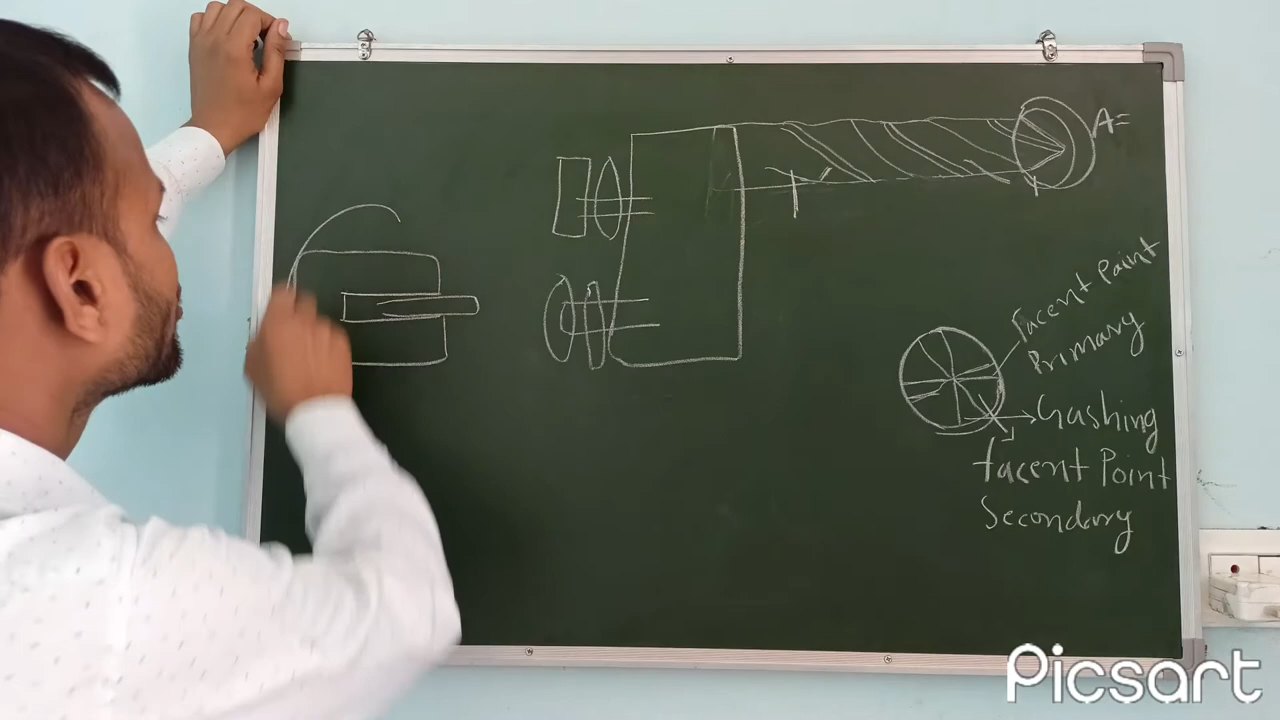 A=
Facent Point
Primary
Gashing
facent Point
Secondary
Picsart